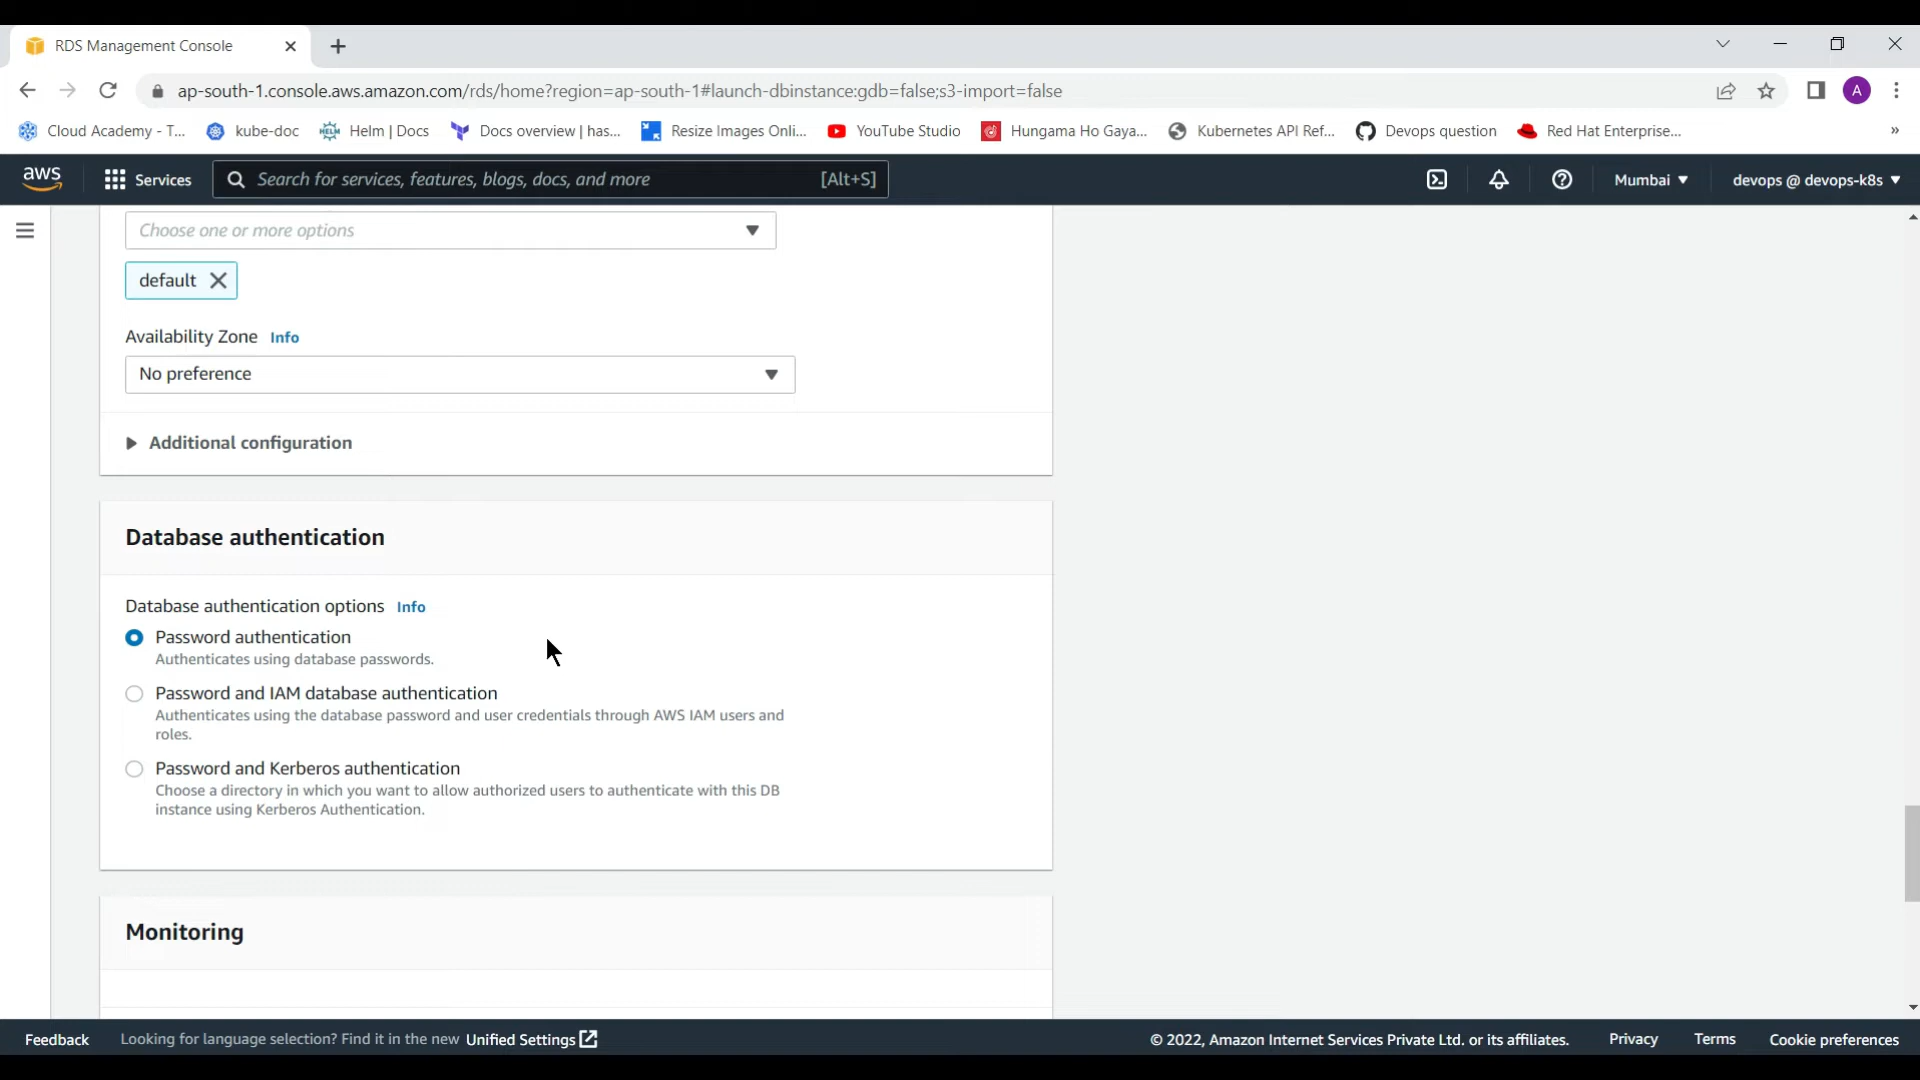 RDS Management Console
ap-south-1.console.aws.amazon.com/rds/home?region=ap-south-1#launch-dbinstance:gdb=false;s3-import=false
Cloud Academy - T... kube-doc Helm | Docs Docs overview | has... Resize Images Onli... YouTube Studio Hungama Ho Gaya... Kubernetes API Ref... Devops question Red Hat Enterprise... »
aws Services Search for services, features, blogs, docs, and more [Alt+S] Mumbai devops @ devops-k8s
Choose one or more options
default
Availability Zone Info
No preference
Additional configuration
Database authentication
Database authentication options Info
Password authentication
Authenticates using database passwords.
Password and IAM database authentication
Authenticates using the database password and user credentials through AWS IAM users and
roles.
Password and Kerberos authentication
Choose a directory in which you want to allow authorized users to authenticate with this DB
instance using Kerberos Authentication.
Monitoring
Feedback Looking for language selection? Find it in the new Unified Settings © 2022, Amazon Internet Services Private Ltd. or its affiliates. Privacy Terms Cookie preferences